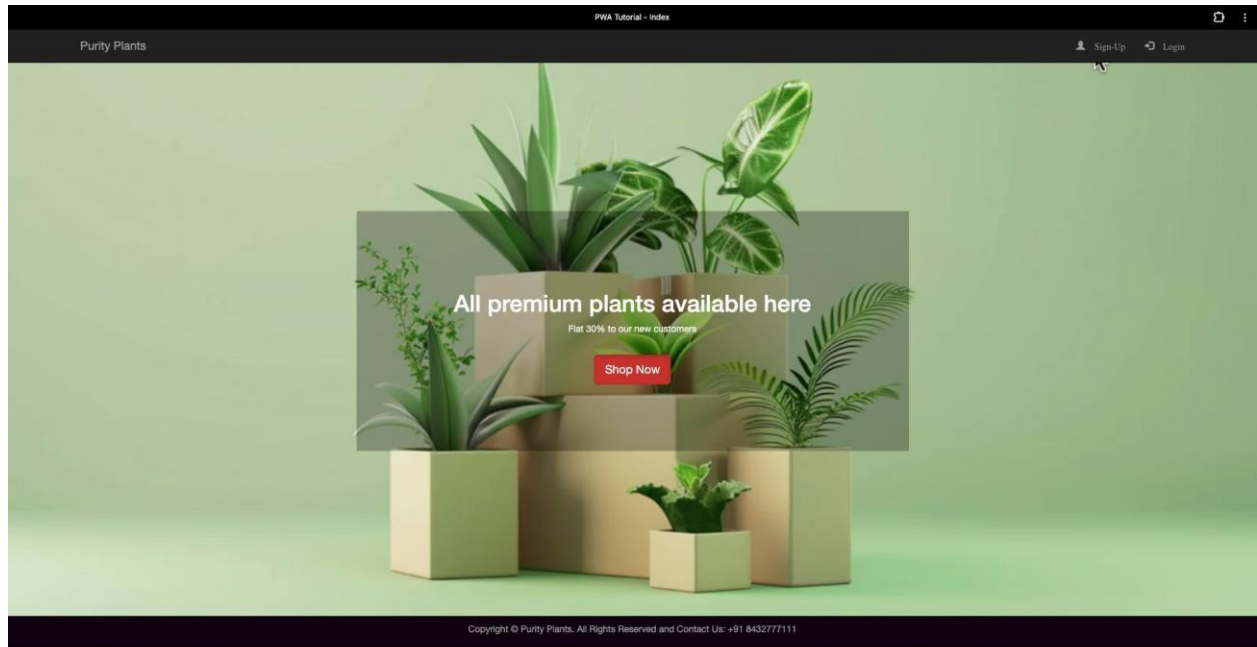 PWA Tutorial - Index
Purity Plants
Sign-Up
Login
All premium plants available here
Flat 30% to our new customers
Shop Now
Copyright © Purity Plants. All Rights Reserved and Contact Us: +91 8432777111